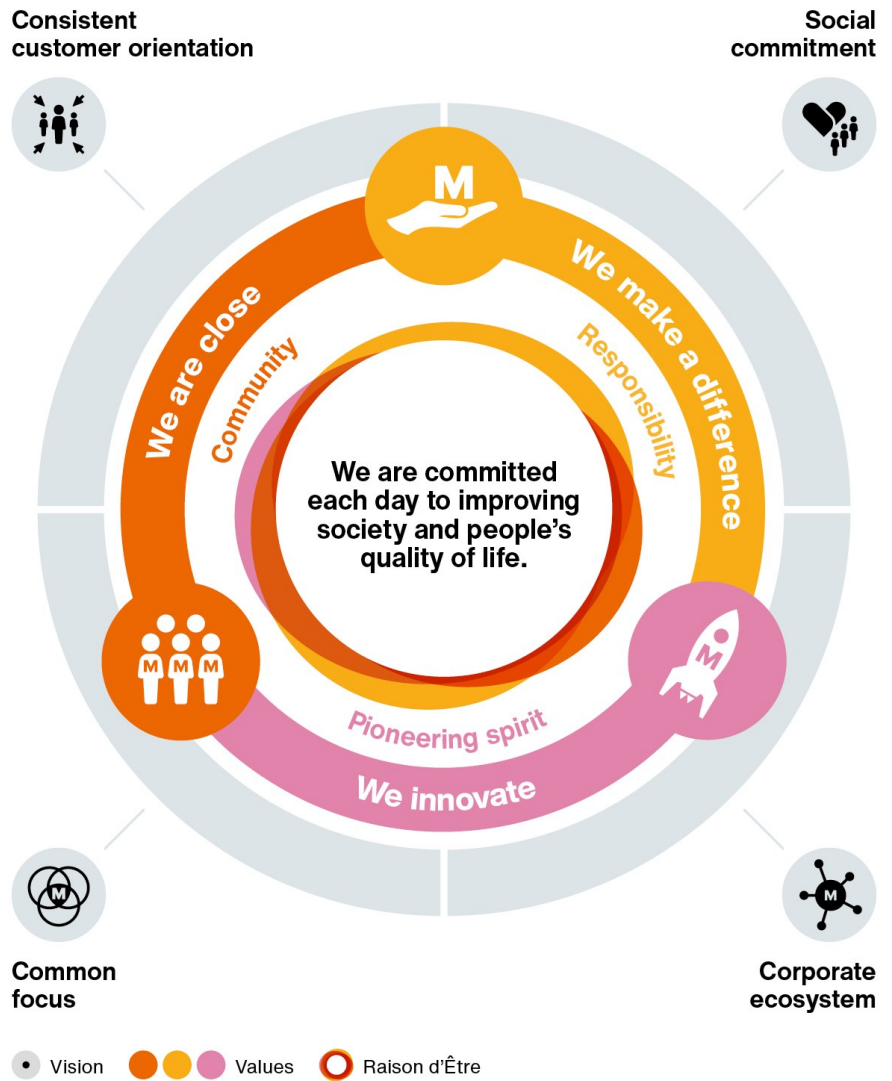 Consistent
customer orientation
Social
commitment
M
We are close
We make a difference
Community
Responsibility
We are committed
each day to improving
society and people's
quality of life.
M M M
M
Pioneering spirit
We innovate
M
M
Common
focus
Corporate
ecosystem
Vision
Values
Raison d'Être